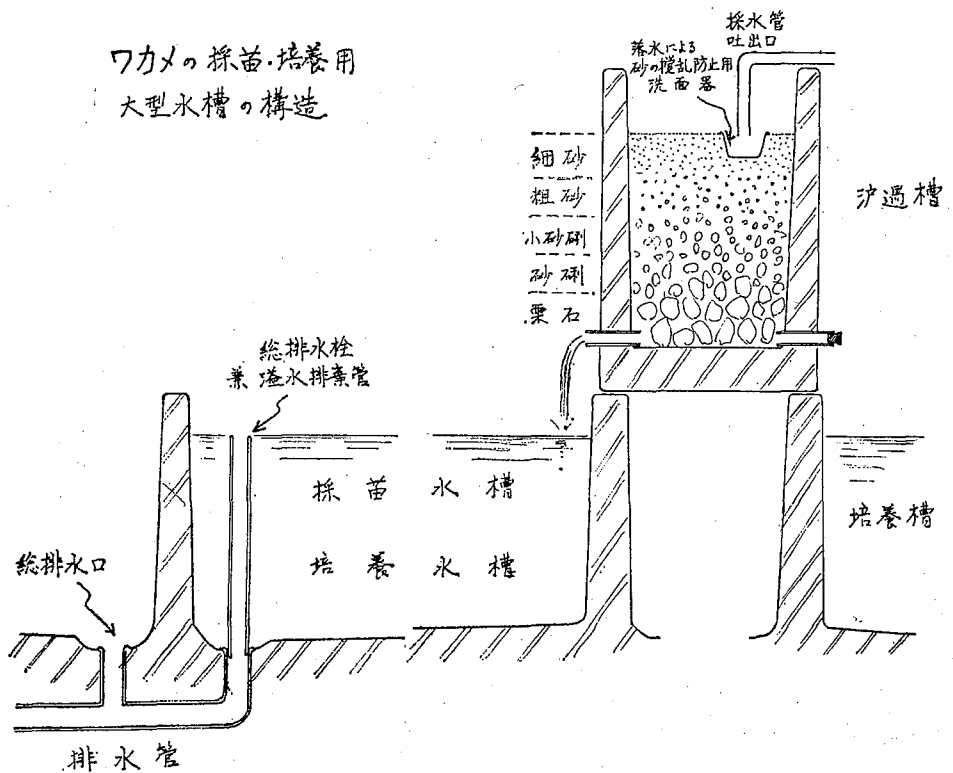 ワカメの採苗・培養用
大型水槽の構造
採水管
吐出口
落水による
砂の撹乱防止用
洗面器
細砂
粗砂
小砂利
砂利
栗石
沪過槽
総排水栓
兼溢水排棄管
採苗水槽
培養水槽
培養槽
総排水口
排水管